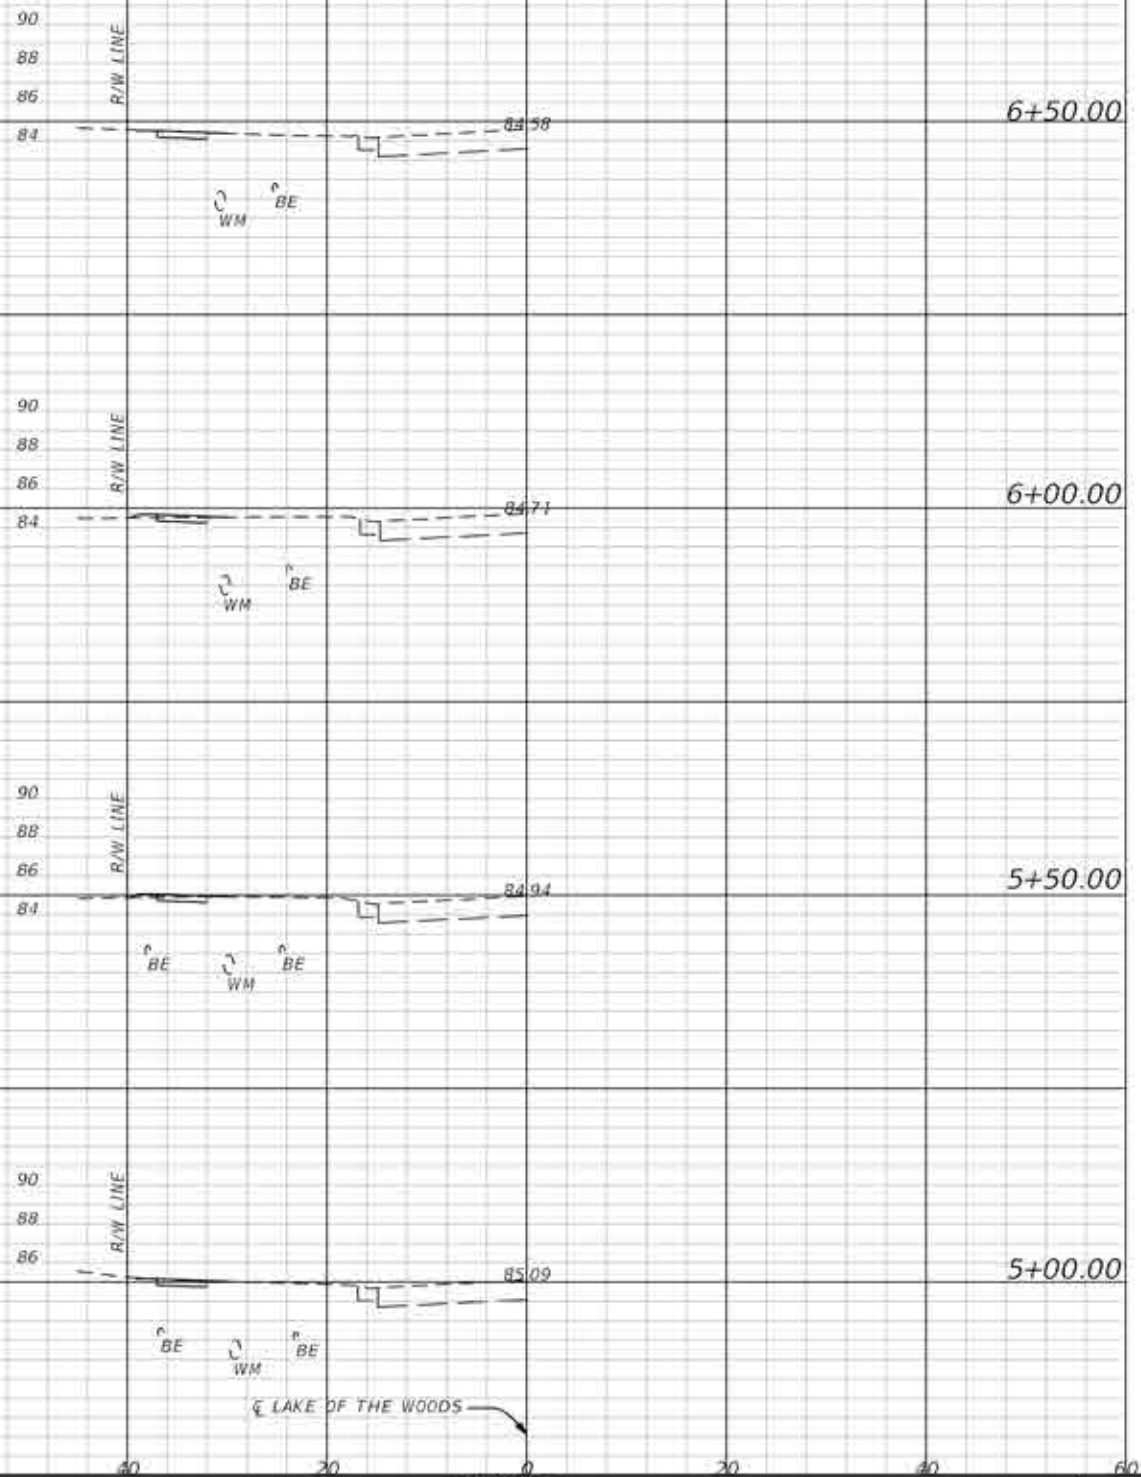 90
R/W LINE
88
86
6+50.00
84
84.58
BE
WM
90
R/W LINE
88
86
6+00.00
84
84.71
BE
WM
90
R/W LINE
88
86
5+50.00
84
84.94
BE
BE
WM
90
R/W LINE
88
86
5+00.00
85.09
BE
BE
WM
℄ LAKE OF THE WOODS
40 20 0 20 40 60